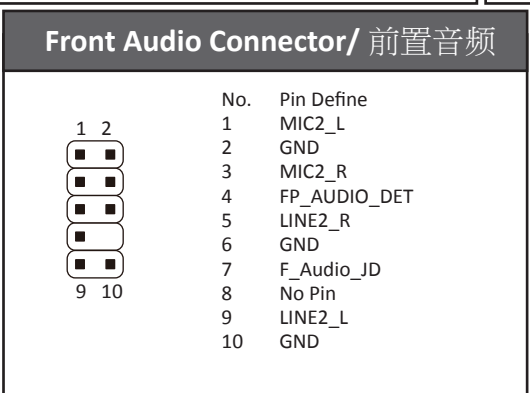 Front Audio Connector/ 前置音频
No. Pin Define
1 MIC2_L
2 GND
3 MIC2_R
4 FP_AUDIO_DET
5 LINE2_R
6 GND
7 F_Audio_JD
8 No Pin
9 LINE2_L
10 GND
1 2
9 10